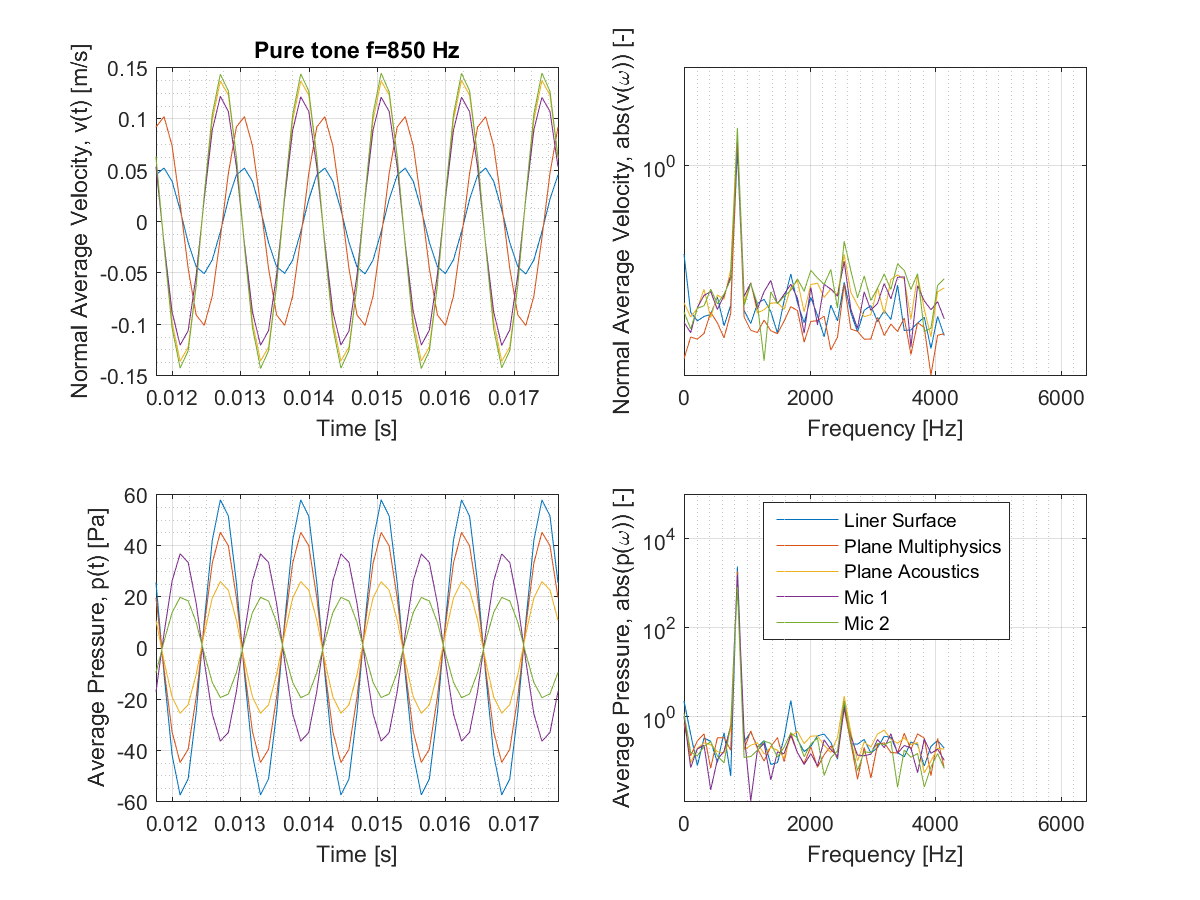 Pure tone f=850 Hz
Normal Average Velocity, v(t) [m/s]
0.15
0.1
0.05
0
-0.05
-0.1
-0.15
0.012 0.013 0.014 0.015 0.016 0.017
Time [s]
Normal Average Velocity, abs(v(ω)) [-]
10^0
0 2000 4000 6000
Frequency [Hz]
Average Pressure, p(t) [Pa]
60
40
20
0
-20
-40
-60
0.012 0.013 0.014 0.015 0.016 0.017
Time [s]
Average Pressure, abs(p(ω)) [-]
10^4
10^2
10^0
0 2000 4000 6000
Frequency [Hz]
Liner Surface
Plane Multiphysics
Plane Acoustics
Mic 1
Mic 2